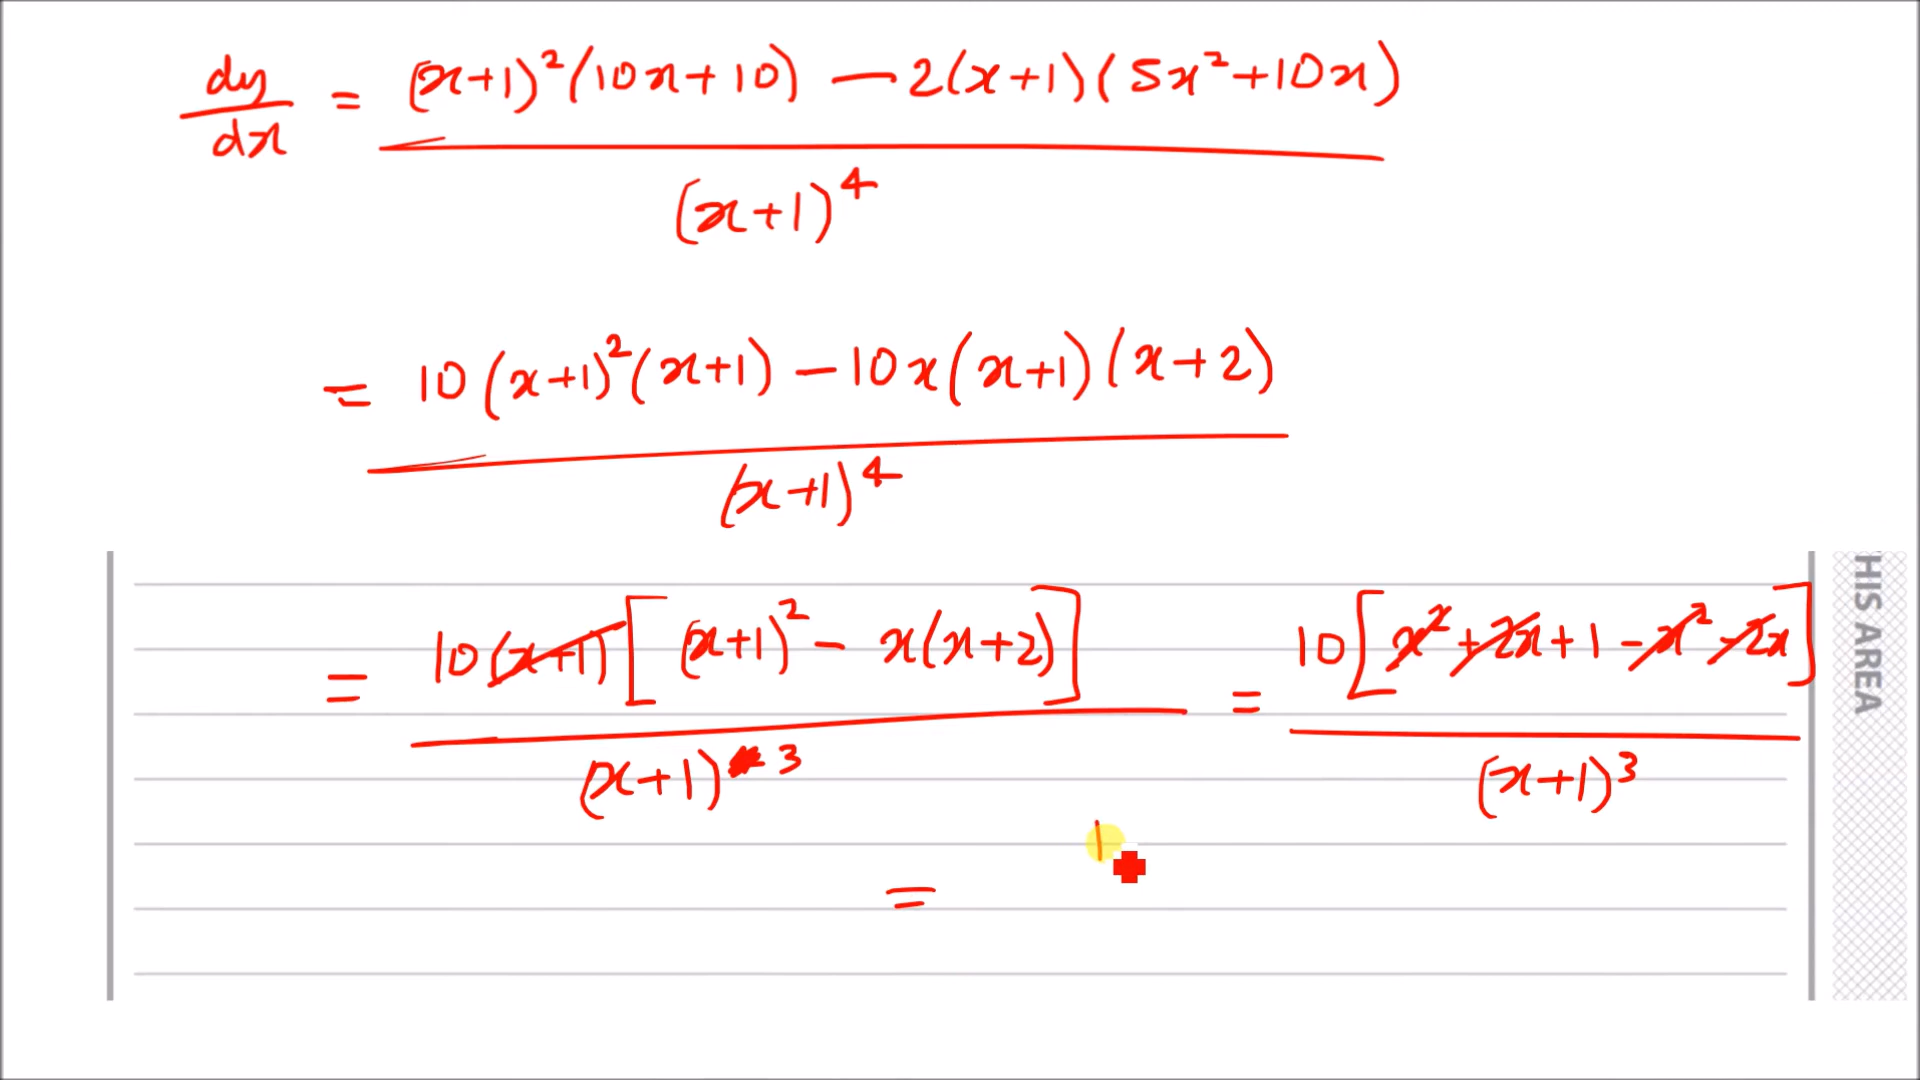 dy/dx = (x+1)²(10x+10) − 2(x+1)(5x²+10x) / (x+1)⁴
= 10(x+1)²(x+1) − 10x(x+1)(x+2) / (x+1)⁴
= 10(x+1)[(x+1)² − x(x+2)] / (x+1)³ = 10[x²+2x+1−x²−2x] / (x+1)³
= 1
HIS AREA